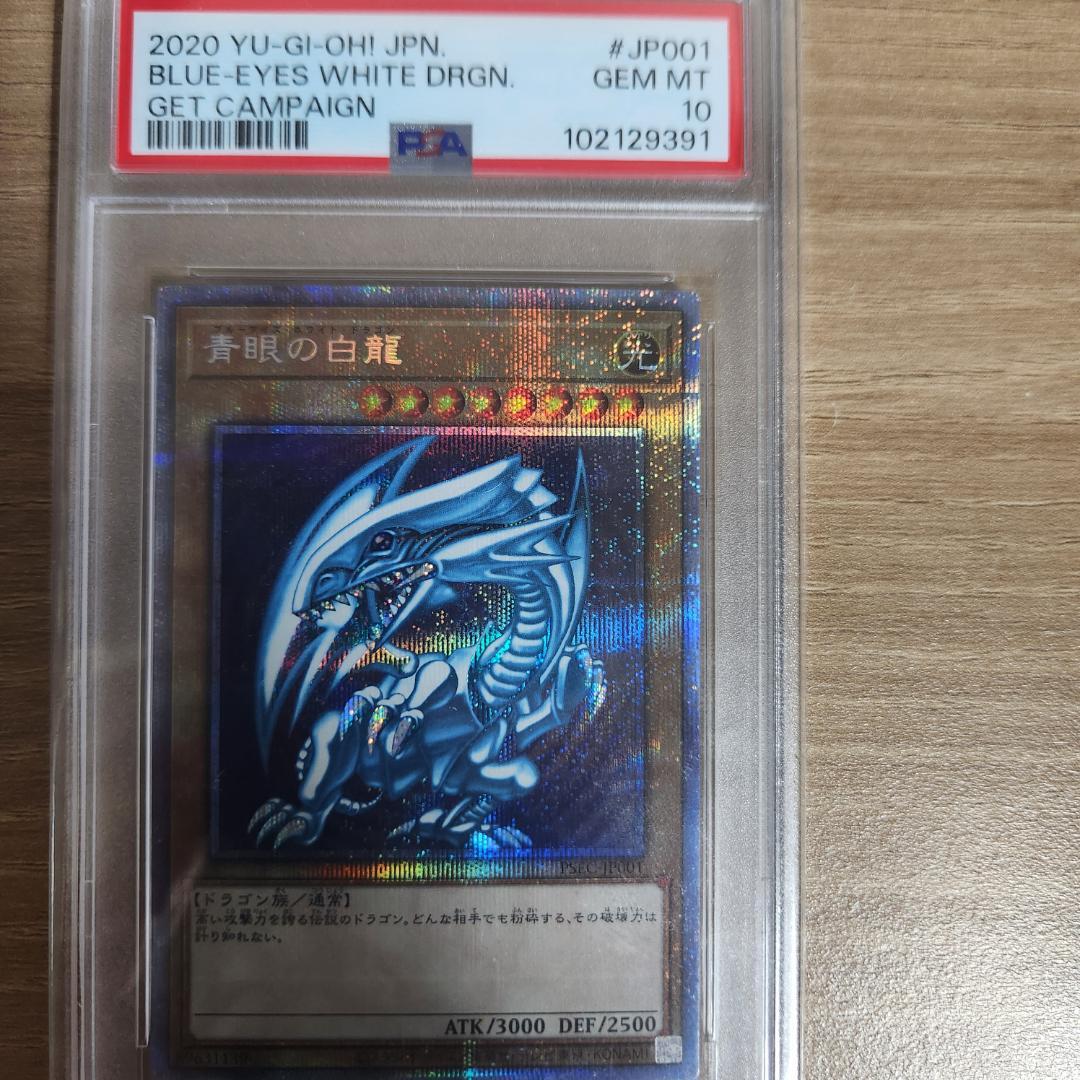 2020 YU-GI-OH! JPN. #JP001
BLUE-EYES WHITE DRGN. GEM MT
GET CAMPAIGN 10
PSA 102129391
ブルーアイズ ホワイト ドラゴン
青眼の白龍 光
PSEC-JP001
【ドラゴン族／通常】
高い攻撃力を誇る伝説のドラゴン。どんな相手でも粉砕する、その破壊力は
計り知れない。
ATK/3000 DEF/2500
KONAMI